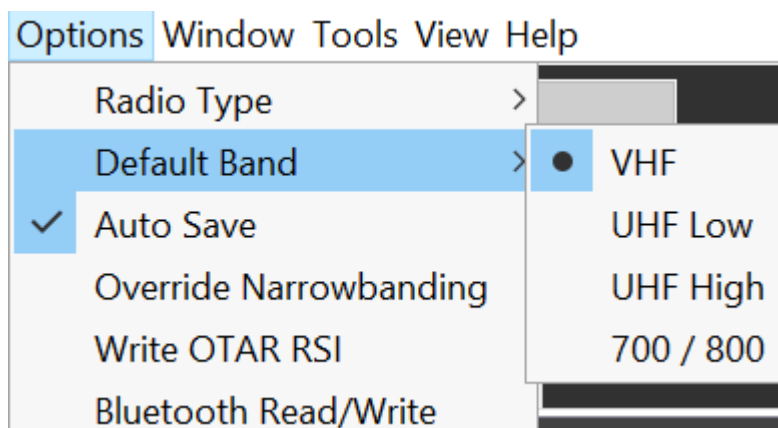 Options Window Tools View Help
Radio Type
Default Band
Auto Save
Override Narrowbanding
Write OTAR RSI
Bluetooth Read/Write
VHF
UHF Low
UHF High
700 / 800